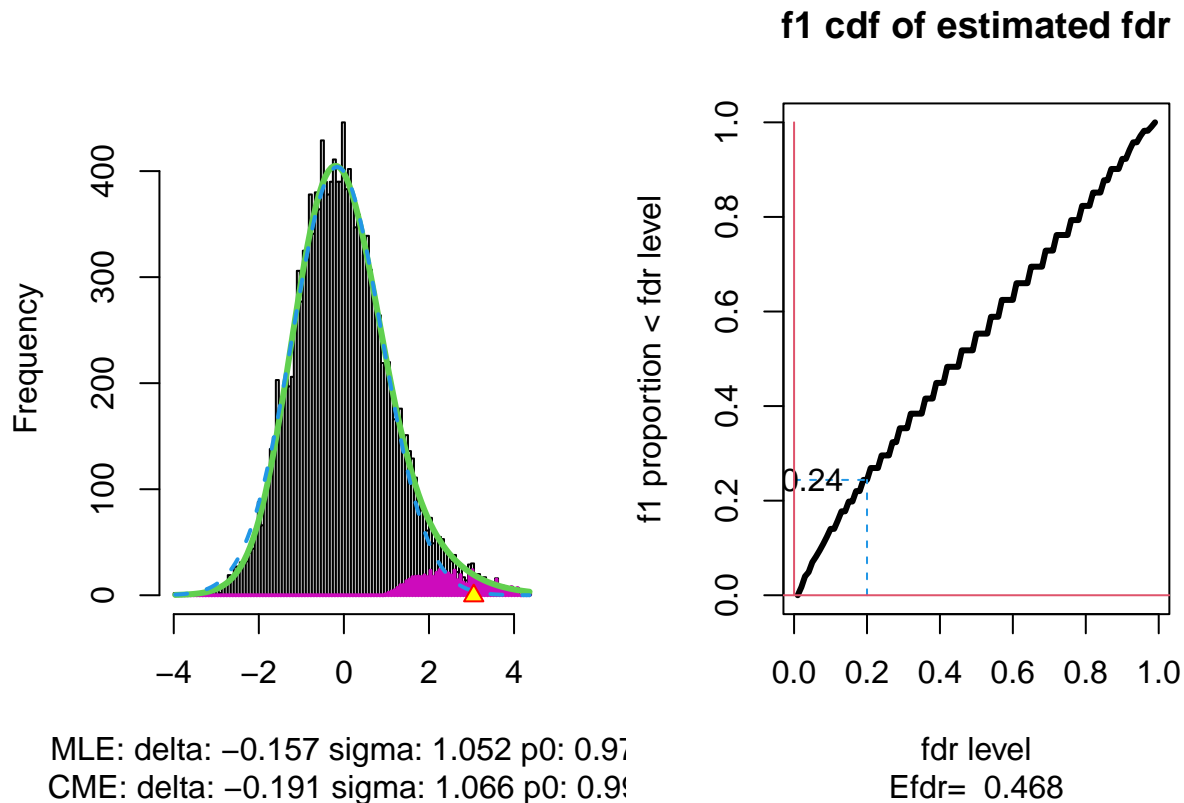 f1 cdf of estimated fdr
Frequency
0 100 200 300 400
−4 −2 0 2 4
MLE: delta: −0.157 sigma: 1.052 p0: 0.97
CME: delta: −0.191 sigma: 1.066 p0: 0.99
f1 proportion < fdr level
0.0 0.2 0.4 0.6 0.8 1.0
0.24
0.0 0.2 0.4 0.6 0.8 1.0
fdr level
Efdr= 0.468